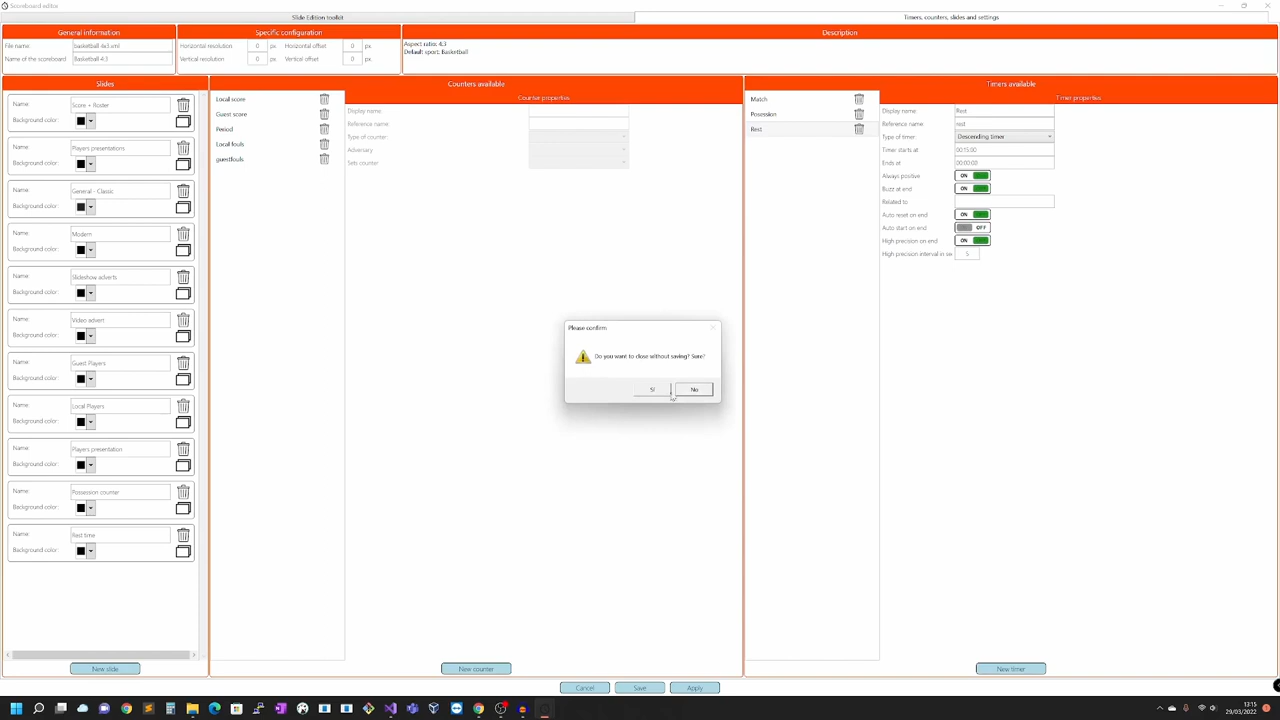 Scoreboard editor
Slide Edition toolkit
Timers, counters, slides and settings
General information
File name
basketball 4x3.xml
Name of the scoreboard
Basketball 4:3
Specific configuration
Horizontal resolution 0 px Horizontal offset 0 px
Vertical resolution 0 px Vertical offset 0 px
Description
Aspect ratio: 4:3
Default sport: Basketball
Slides
Name: Score + Roster
Background color:
Name: Players presentations
Background color:
Name: General - Classic
Background color:
Name: Modern
Background color:
Name: Slideshow adverts
Background color:
Name: Video advert
Background color:
Name: Guest Players
Background color:
Name: Local Players
Background color:
Name: Players presentation
Background color:
Name: Possession counter
Background color:
Name: Rest time
Background color:
New slide
Counters available
Local score
Guest score
Period
Local fouls
guestfouls
Counter properties
Display name:
Reference name:
Type of counter:
Adversary
Sets counter
New counter
Timers available
Match
Posession
Rest
Timer properties
Display name: Rest
Reference name: rest
Type of timer: Descending timer
Timer starts at: 00:15:00
Ends at: 00:00:00
Always positive ON
Buzz at end ON
Related to
Auto reset on end ON
Auto start on end OFF
High precision on end ON
High precision interval in se 5
New timer
Please confirm
Do you want to close without saving? Sure?
Sí
No
Cancel
Save
Apply
13:15
29/03/2022